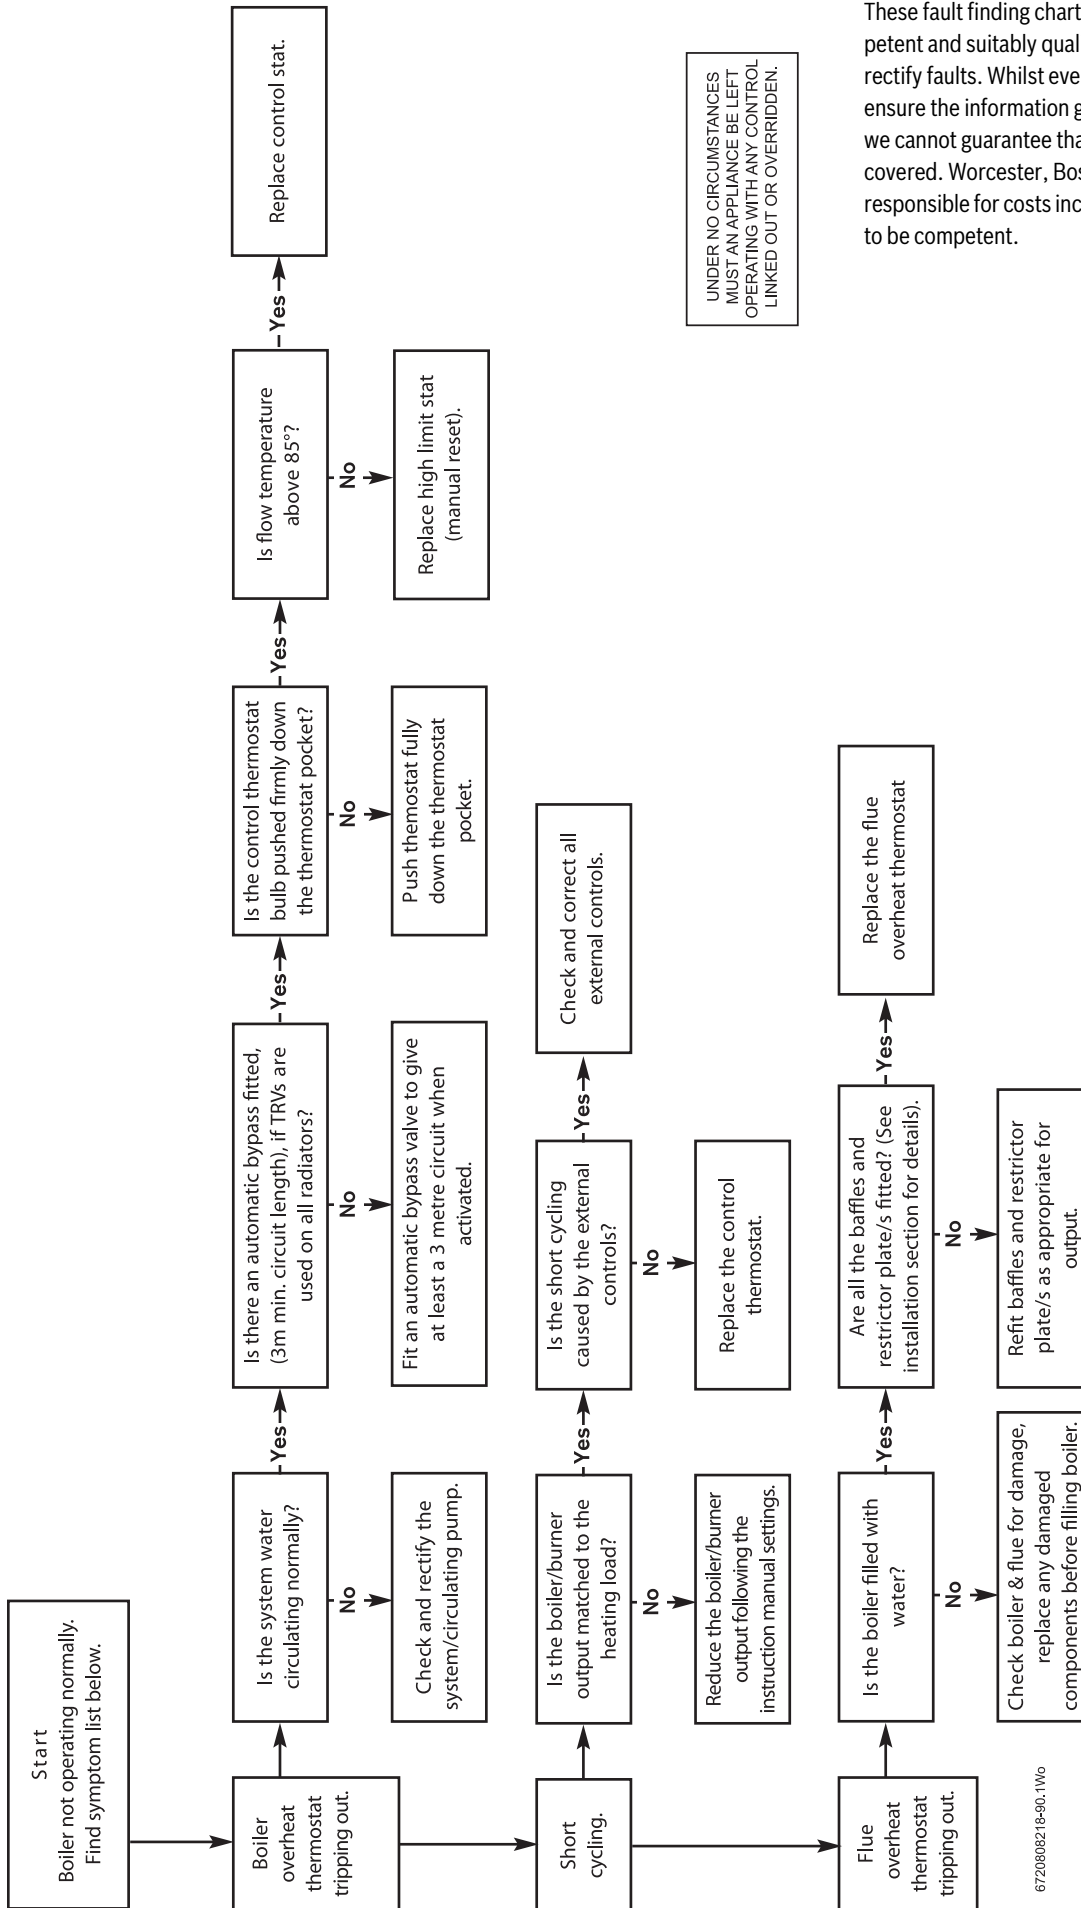 Start
Boiler not operating normally.
Find symptom list below.
Boiler
overheat
thermostat
tripping out.
Is the system water
circulating normally?
Yes
Is there an automatic bypass fitted,
(3m min. circuit length), if TRVs are
used on all radiators?
Yes
Is the control thermostat
bulb pushed firmly down
the thermostat pocket?
Yes
Is flow temperature
above 85°?
Yes
Replace control stat.
No
Check and rectify the
system/circulating pump.
No
Fit an automatic bypass valve to give
at least a 3 metre circuit when
activated.
No
Push themostat fully
down the thermostat
pocket.
No
Replace high limit stat
(manual reset).
Short
cycling.
Is the boiler/burner
output matched to the
heating load?
Yes
Is the short cycling
caused by the external
controls?
Yes
Check and correct all
external controls.
No
Reduce the boiler/burner
output following the
instruction manual settings.
No
Replace the control
thermostat.
Flue
overheat
thermostat
tripping out.
Is the boiler filled with
water?
Yes
Are all the baffles and
restrictor plate/s fitted? (See
installation section for details).
Yes
Replace the flue
overheat thermostat
No
Check boiler & flue for damage,
replace any damaged
components before filling boiler.
No
Refit baffles and restrictor
plate/s as appropriate for
output.
UNDER NO CIRCUMSTANCES
MUST AN APPLIANCE BE LEFT
OPERATING WITH ANY CONTROL
LINKED OUT OR OVERRIDDEN.
6720808218-90.1Wo
These fault finding chart
petent and suitably qual
rectify faults. Whilst eve
ensure the information g
we cannot guarantee tha
covered. Worcester, Bos
responsible for costs inc
to be competent.